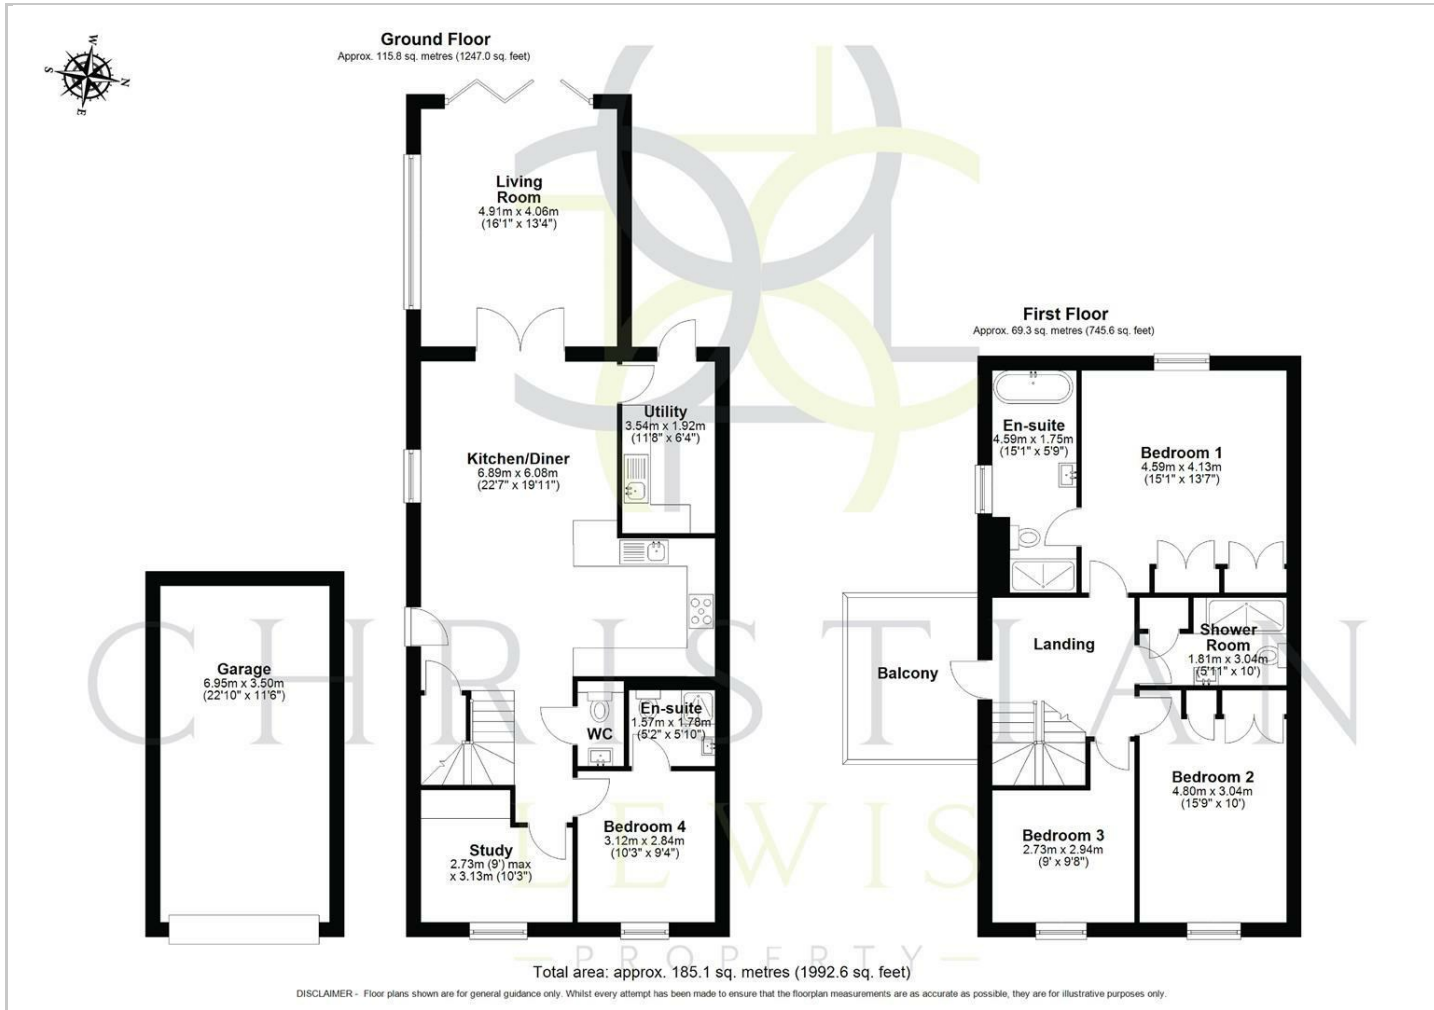 W
S
N
E
Ground Floor
Approx. 115.8 sq. metres (1247.0 sq. feet)
Living
Room
4.91m x 4.06m
(16'1" x 13'4")
Utility
3.54m x 1.92m
(11'8" x 6'4")
Kitchen/Diner
6.89m x 6.08m
(22'7" x 19'11")
Garage
6.95m x 3.50m
(22'10" x 11'6")
WC
En-suite
1.57m x 1.78m
(5'2" x 5'10")
Study
2.73m (9') max
x 3.13m (10'3")
Bedroom 4
3.12m x 2.84m
(10'3" x 9'4")
First Floor
Approx. 69.3 sq. metres (745.6 sq. feet)
En-suite
4.59m x 1.75m
(15'1" x 5'9")
Bedroom 1
4.59m x 4.13m
(15'1" x 13'7")
Landing
Shower
Room
1.81m x 3.04m
(5'11" x 10')
Balcony
Bedroom 2
4.80m x 3.04m
(15'9" x 10')
Bedroom 3
2.73m x 2.94m
(9' x 9'8")
CHRISTIAN
LEWIS
PROPERTY
Total area: approx. 185.1 sq. metres (1992.6 sq. feet)
DISCLAIMER - Floor plans shown are for general guidance only. Whilst every attempt has been made to ensure that the floorplan measurements are as accurate as possible, they are for illustrative purposes only.